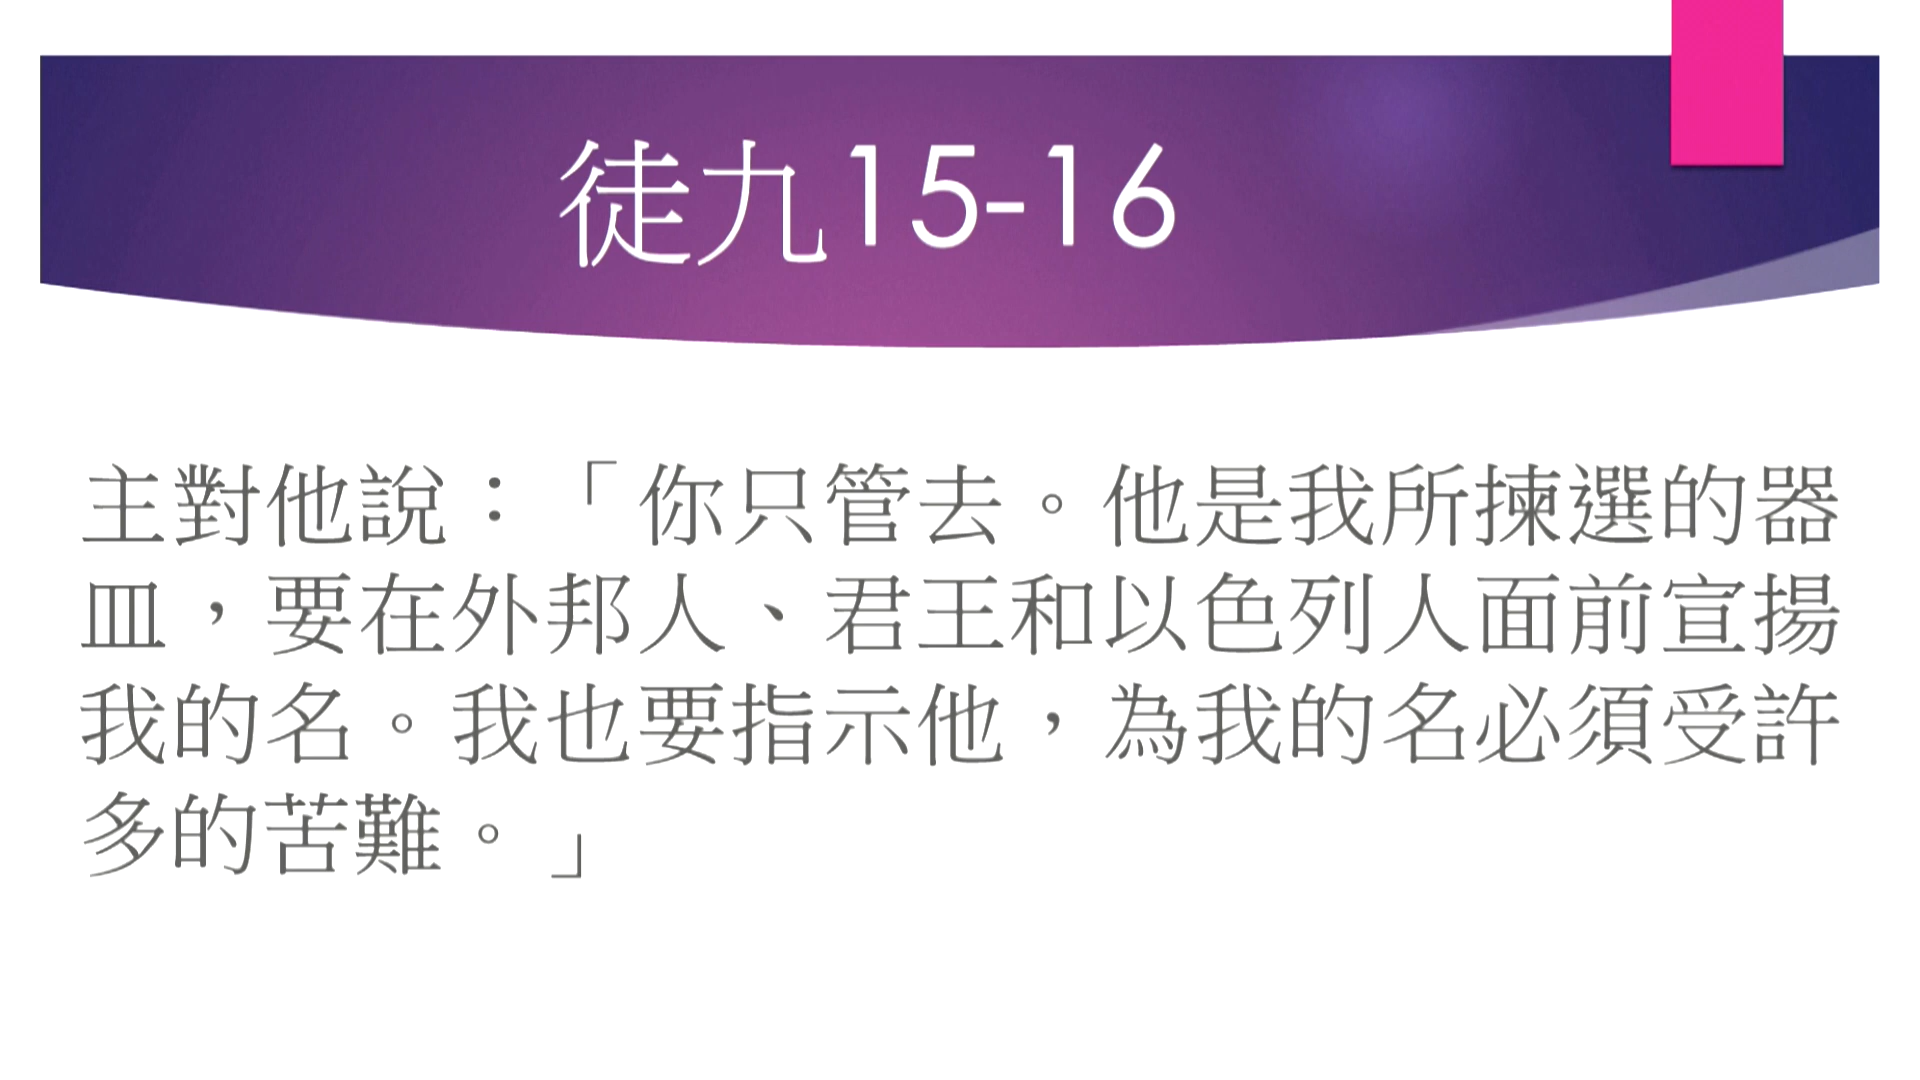 徒九15-16
主對他說：「你只管去。他是我所揀選的器
皿，要在外邦人、君王和以色列人面前宣揚
我的名。我也要指示他，為我的名必須受許
多的苦難。」